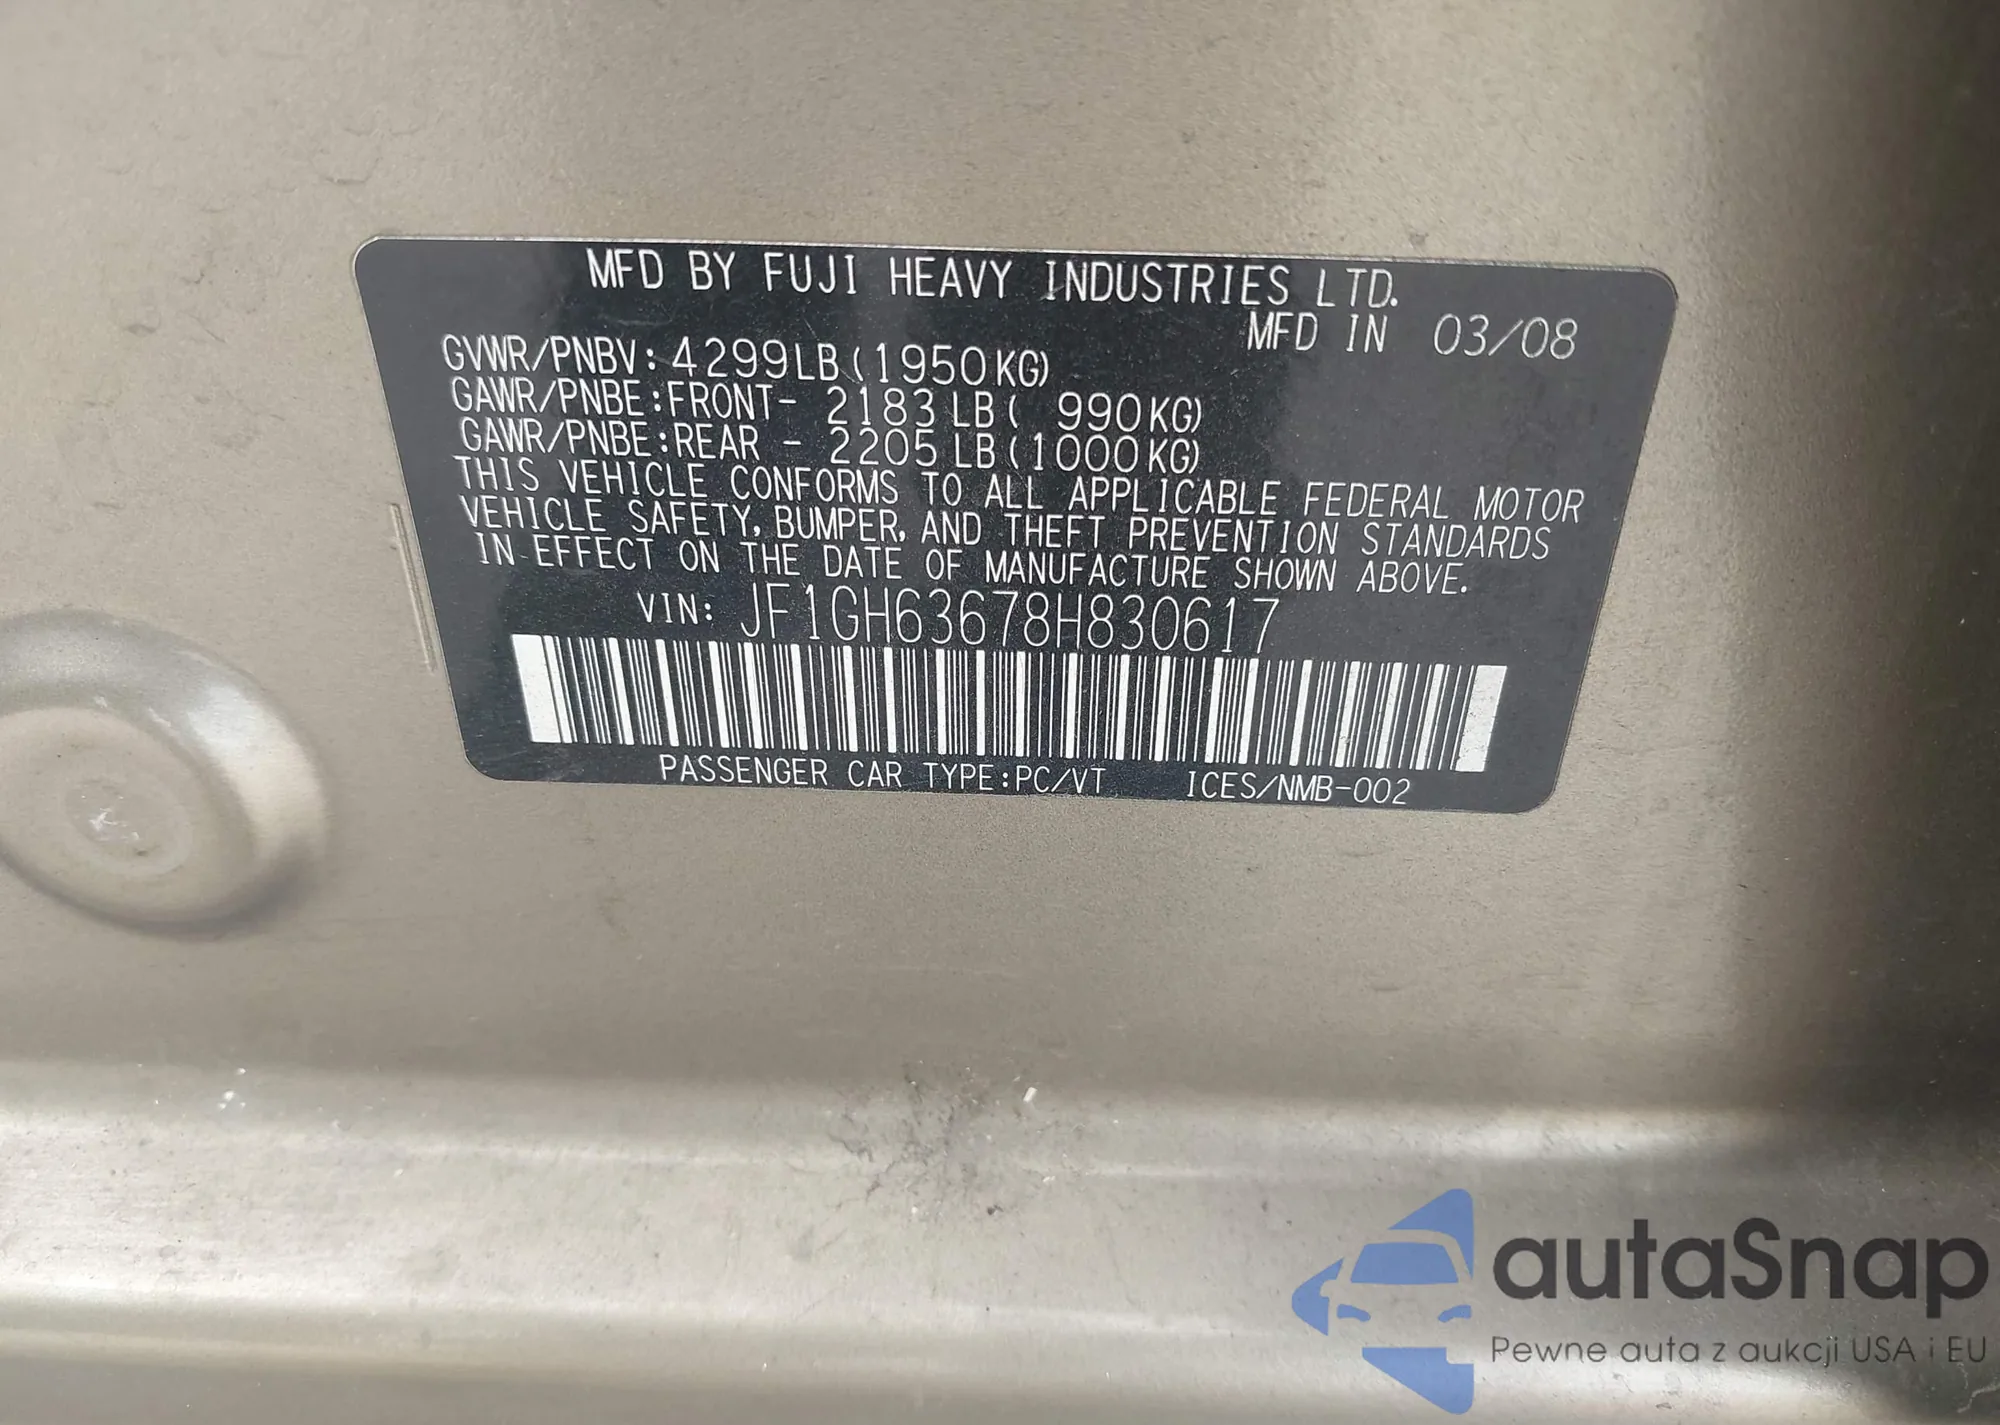 MFD BY FUJI HEAVY INDUSTRIES LTD.
MFD IN 03/08
GVWR/PNBV:4299LB(1950KG)
GAWR/PNBE:FRONT- 2183LB( 990KG)
GAWR/PNBE:REAR - 2205LB(1000KG)
THIS VEHICLE CONFORMS TO ALL APPLICABLE FEDERAL MOTOR
VEHICLE SAFETY, BUMPER, AND THEFT PREVENTION STANDARDS
IN EFFECT ON THE DATE OF MANUFACTURE SHOWN ABOVE.
VIN: JF1GH63678H830617
PASSENGER CAR TYPE:PC/VT ICES/NMB-002
autaSnap
Pewne auta z aukcji USA i EU